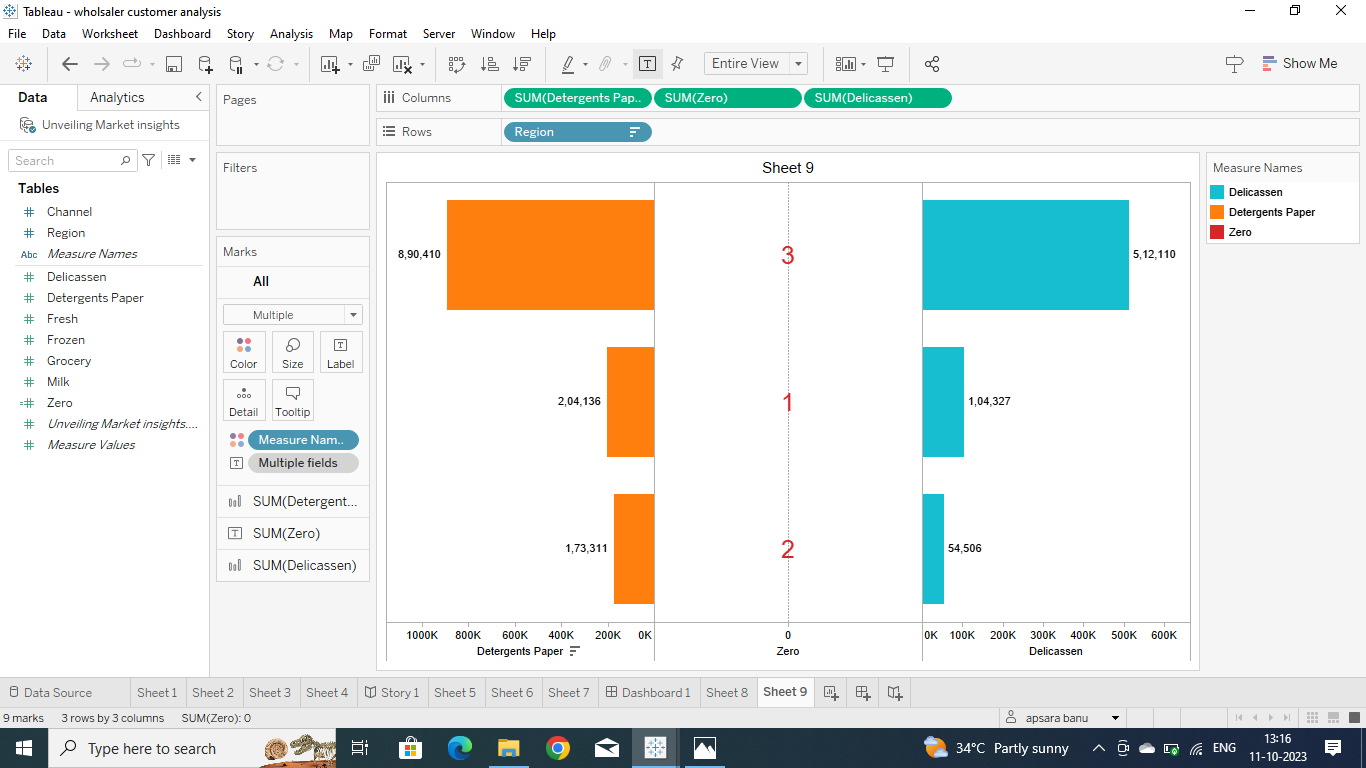 Tableau - wholsaler customer analysis
File Data Worksheet Dashboard Story Analysis Map Format Server Window Help
Entire View
Show Me
Data Analytics
Unveiling Market insights
Search
Tables
Channel
Region
Abc Measure Names
Delicassen
Detergents Paper
Fresh
Frozen
Grocery
Milk
Zero
Unveiling Market insights....
Measure Values
Pages
Filters
Marks
All
Multiple
Color Size Label
Detail Tooltip
Measure Nam..
Multiple fields
SUM(Detergent...
SUM(Zero)
SUM(Delicassen)
Columns SUM(Detergents Pap.. SUM(Zero) SUM(Delicassen)
Rows Region
Sheet 9
8,90,410 3 5,12,110
2,04,136 1 1,04,327
1,73,311 2 54,506
1000K 800K 600K 400K 200K 0K 0 0K 100K 200K 300K 400K 500K 600K
Detergents Paper Zero Delicassen
Measure Names
Delicassen
Detergents Paper
Zero
Data Source Sheet 1 Sheet 2 Sheet 3 Sheet 4 Story 1 Sheet 5 Sheet 6 Sheet 7 Dashboard 1 Sheet 8 Sheet 9
9 marks 3 rows by 3 columns SUM(Zero): 0 apsara banu
Type here to search
34°C Partly sunny
ENG
13:16
11-10-2023